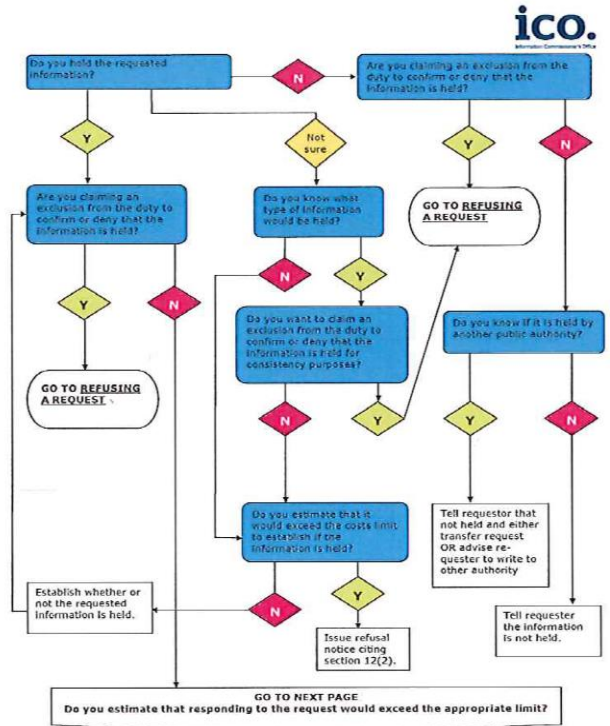 ico.
Information Commissioner's Office
Do you hold the requested
information?
N
Are you claiming an exclusion from the
duty to confirm or deny that the
information is held?
Y
Not
sure
Y
N
Are you claiming an
exclusion from the duty to
confirm or deny that the
information is held?
Do you know what
type of information
would be held?
GO TO REFUSING
A REQUEST
Y
N
N
Y
Do you want to claim an
exclusion from the duty to
confirm or deny that the
information is held for
consistency purposes?
Do you know if it is held by
another public authority?
GO TO REFUSING
A REQUEST
N
Y
Y
N
Do you estimate that it
would exceed the costs limit
to establish if the
information is held?
Tell requestor that
not held and either
transfer request
OR advise re-
quester to write to
other authority
Establish whether or
not the requested
information is held.
N
Y
Issue refusal
notice citing
section 12(2).
Tell requester
the information
is not held.
GO TO NEXT PAGE
Do you estimate that responding to the request would exceed the appropriate limit?